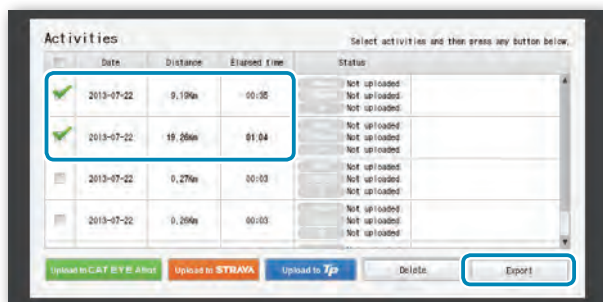 Activities
Select activities and then press any button below.
Date Distance Elapsed time Status
2013-07-22 9.19Km 00:35 Not uploaded
Not uploaded
Not uploaded
2013-07-22 19.26Km 01:04 Not uploaded
Not uploaded
Not uploaded
2013-07-22 0.27Km 00:03 Not uploaded
Not uploaded
Not uploaded
2013-07-22 0.26Km 00:03 Not uploaded
Not uploaded
Not uploaded
Upload to CAT EYE Atlas Upload to STRAVA Upload to Tp Delete Export